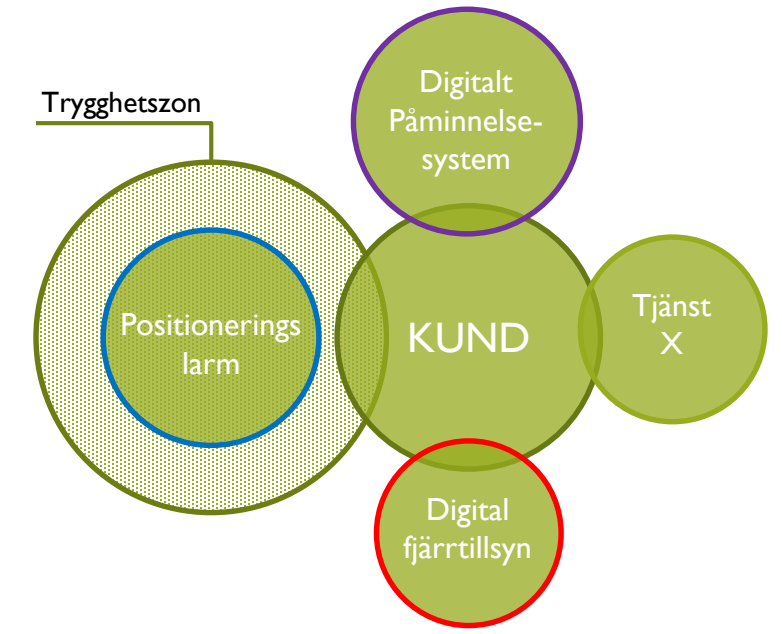 Trygghetszon
Digitalt
Påminnelse-
system
Positionerings
larm
KUND
Tjänst
X
Digital
fjärrtillsyn